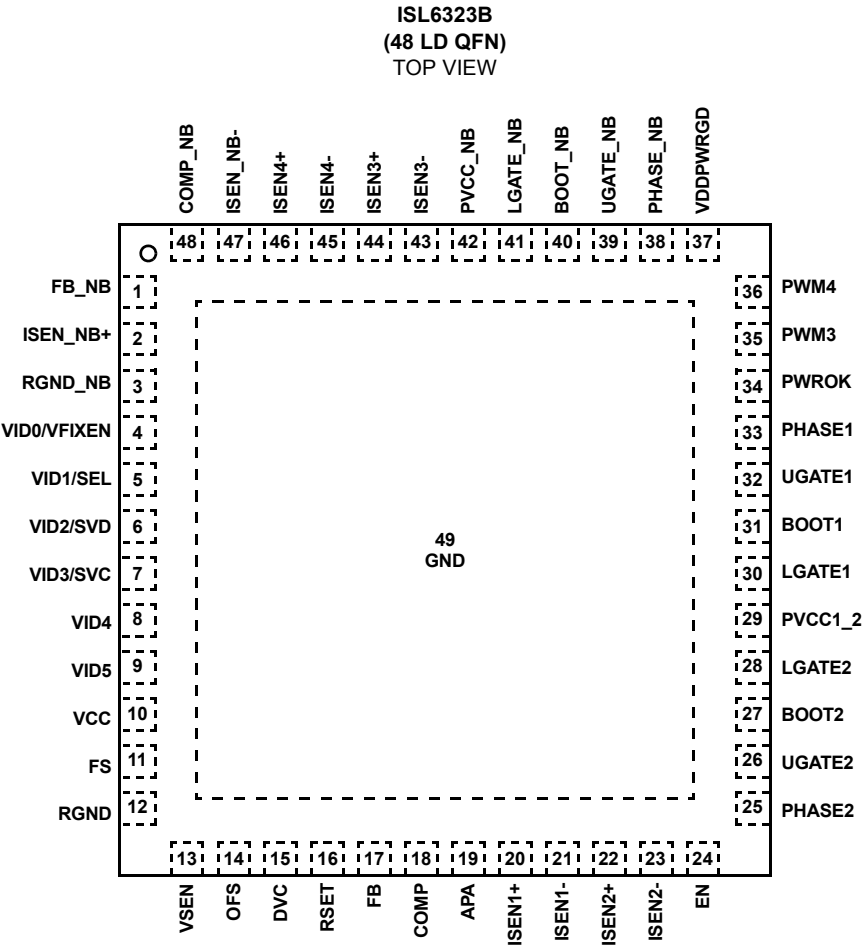 ISL6323B
(48 LD QFN)
TOP VIEW
COMP_NB
ISEN_NB-
ISEN4+
ISEN4-
ISEN3+
ISEN3-
PVCC_NB
LGATE_NB
BOOT_NB
UGATE_NB
PHASE_NB
VDDPWRGD
48 47 46 45 44 43 42 41 40 39 38 37
FB_NB 1
ISEN_NB+ 2
RGND_NB 3
VID0/VFIXEN 4
VID1/SEL 5
VID2/SVD 6
VID3/SVC 7
VID4 8
VID5 9
VCC 10
FS 11
RGND 12
49
GND
36 PWM4
35 PWM3
34 PWROK
33 PHASE1
32 UGATE1
31 BOOT1
30 LGATE1
29 PVCC1_2
28 LGATE2
27 BOOT2
26 UGATE2
25 PHASE2
13 14 15 16 17 18 19 20 21 22 23 24
VSEN
OFS
DVC
RSET
FB
COMP
APA
ISEN1+
ISEN1-
ISEN2+
ISEN2-
EN